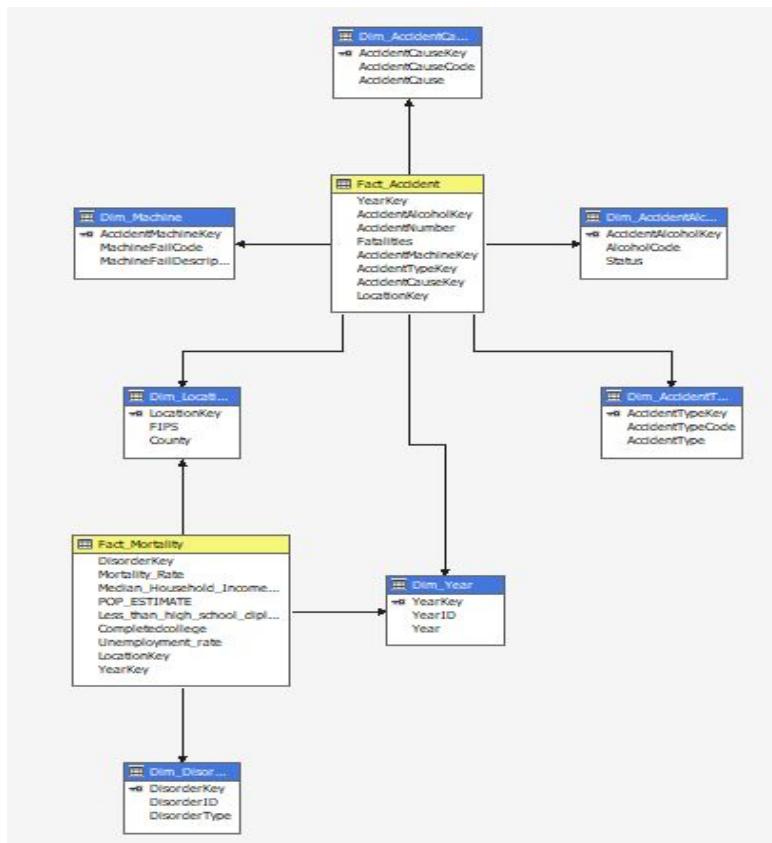 Dim_AccidentCa...
AccidentCauseKey
AccidentCauseCode
AccidentCause
Fact_Accident
YearKey
AccidentAlcoholKey
AccidentNumber
Fatalities
AccidentMachineKey
AccidentTypeKey
AccidentCauseKey
LocationKey
Dim_Machine
AccidentMachineKey
MachineFailCode
MachineFailDescrip...
Dim_AccidentAlc...
AccidentAlcoholKey
AlcoholCode
Status
Dim_Locati...
LocationKey
FIPS
County
Dim_AccidentT...
AccidentTypeKey
AccidentTypeCode
AccidentType
Fact_Mortality
DisorderKey
Mortality_Rate
Median_Household_Income...
POP_ESTIMATE
Less_than_high_school_dipl...
Completedcollege
Unemployment_rate
LocationKey
YearKey
Dim_Year
YearKey
YearID
Year
Dim_Disor...
DisorderKey
DisorderID
DisorderType